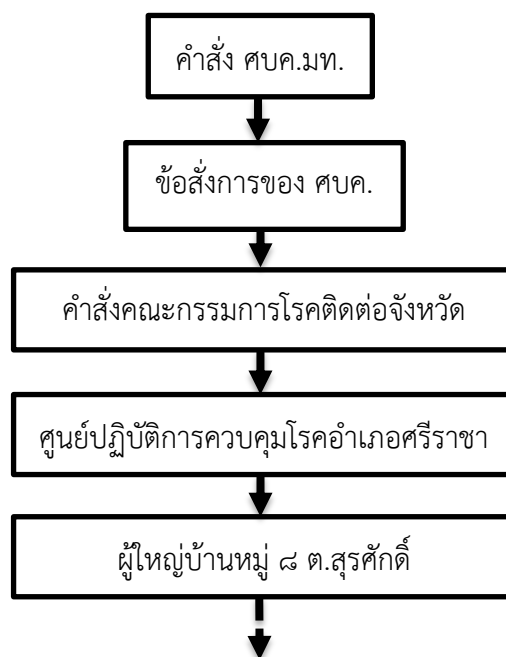 คำสั่ง ศบค.มท.
ข้อสั่งการของ ศบค.
คำสั่งคณะกรรมการโรคติดต่อจังหวัด
ศูนย์ปฏิบัติการควบคุมโรคอำเภอศรีราชา
ผู้ใหญ่บ้านหมู่ ๘ ต.สุรศักดิ์